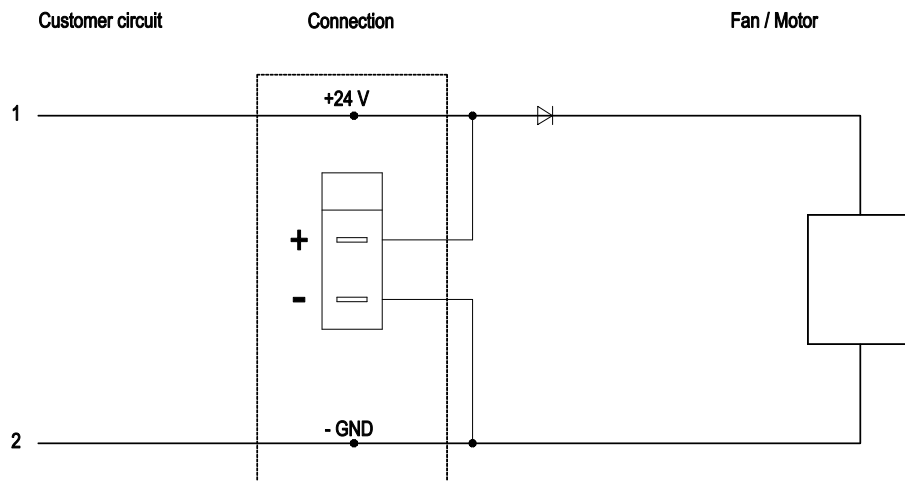 Customer circuit Connection Fan / Motor
+24 V
1
+
-
- GND
2